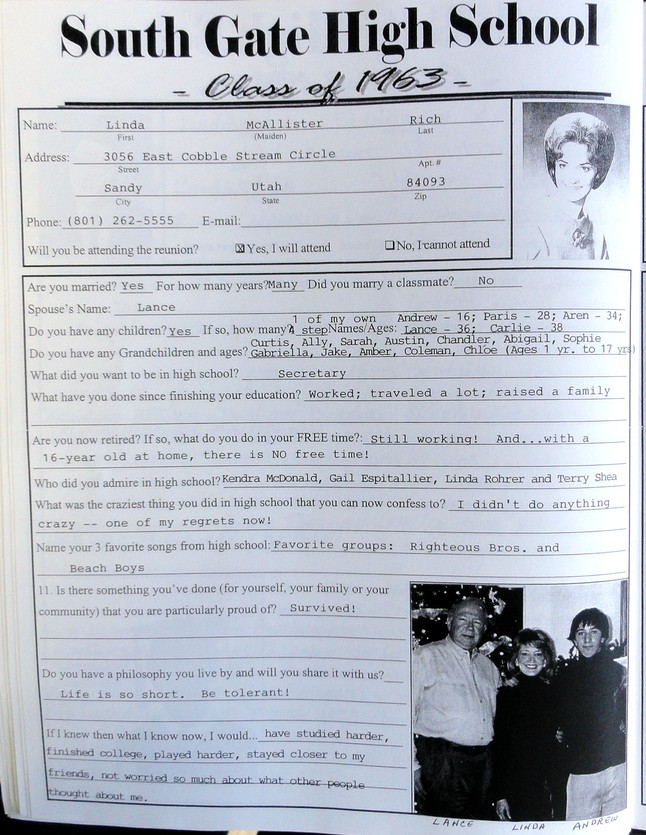 South Gate High School
- Class of 1963 -
Name: Linda McAllister Rich
First (Maiden) Last
Address: 3056 East Cobble Stream Circle
Street Apt. #
Sandy Utah 84093
City State Zip
Phone: (801) 262-5555 E-mail:
Will you be attending the reunion? ☒ Yes, I will attend ☐ No, I cannot attend
Are you married? Yes For how many years? Many Did you marry a classmate? No
Spouse's Name: Lance
1 of my own Andrew - 16; Paris - 28; Aren - 34;
Do you have any children? Yes If so, how many? 4 step Names/Ages: Lance - 36; Carlie - 38
Curtis, Ally, Sarah, Austin, Chandler, Abigail, Sophie
Do you have any Grandchildren and ages? Gabriella, Jake, Amber, Coleman, Chloe (Ages 1 yr. to 17 yrs)
What did you want to be in high school? Secretary
What have you done since finishing your education? Worked; traveled a lot; raised a family
Are you now retired? If so, what do you do in your FREE time?: Still working! And...with a
16-year old at home, there is NO free time!
Who did you admire in high school? Kendra McDonald, Gail Espitallier, Linda Rohrer and Terry Shea
What was the craziest thing you did in high school that you can now confess to? I didn't do anything
crazy -- one of my regrets now!
Name your 3 favorite songs from high school: Favorite groups: Righteous Bros. and
Beach Boys
11. Is there something you've done (for yourself, your family or your
community) that you are particularly proud of? Survived!
Do you have a philosophy you live by and will you share it with us?
Life is so short. Be tolerant!
If I knew then what I know now, I would... have studied harder,
finished college, played harder, stayed closer to my
friends, not worried so much about what other people
thought about me.
LANCE LINDA ANDREW